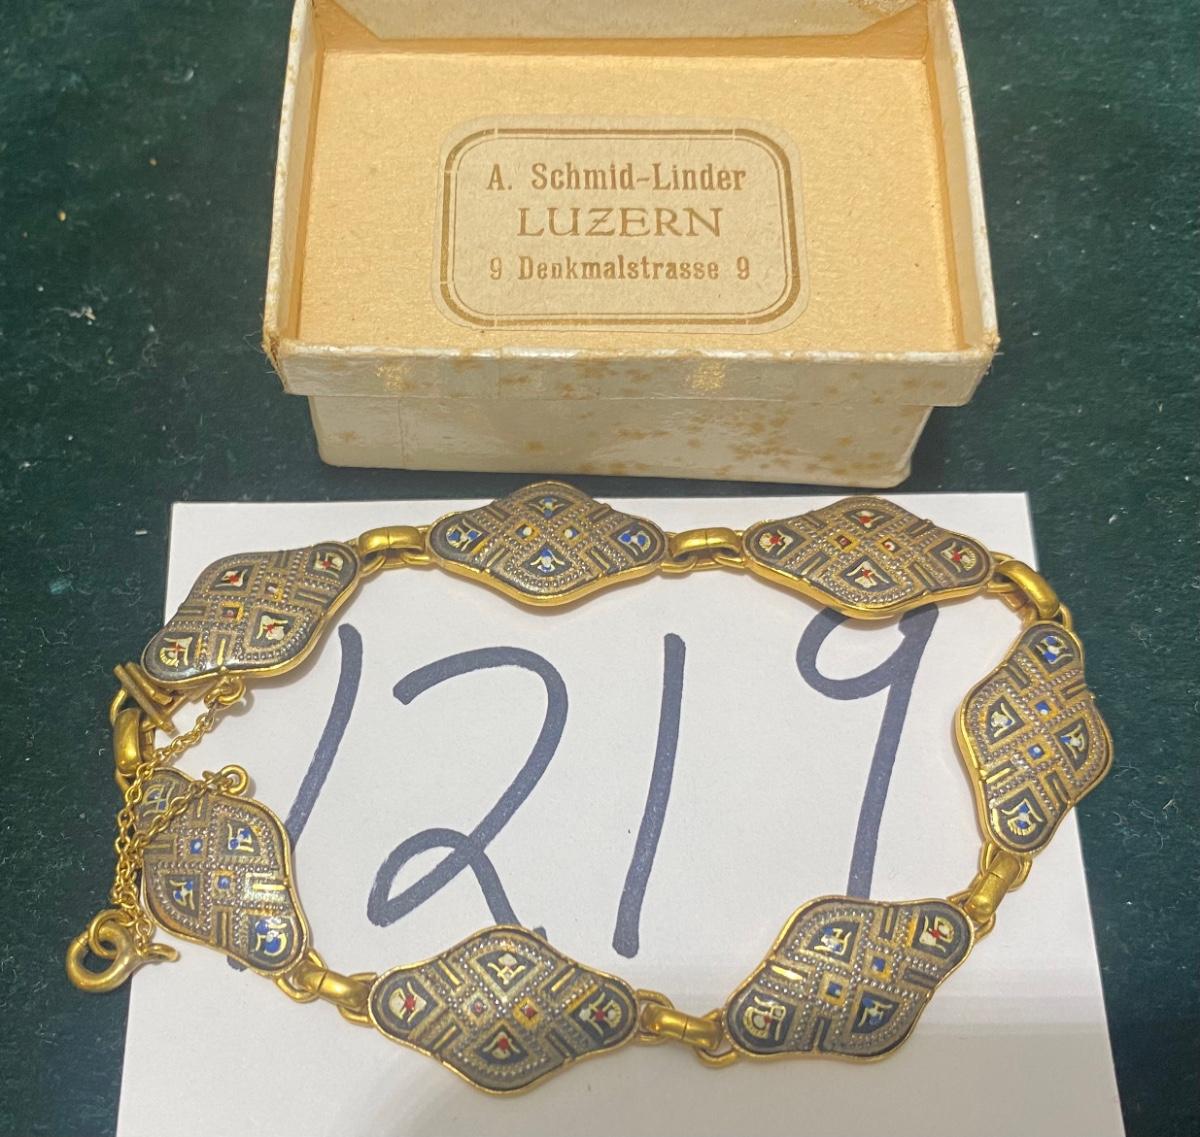 A. Schmid-Linder
LUZERN
9 Denkmalstrasse 9
1219